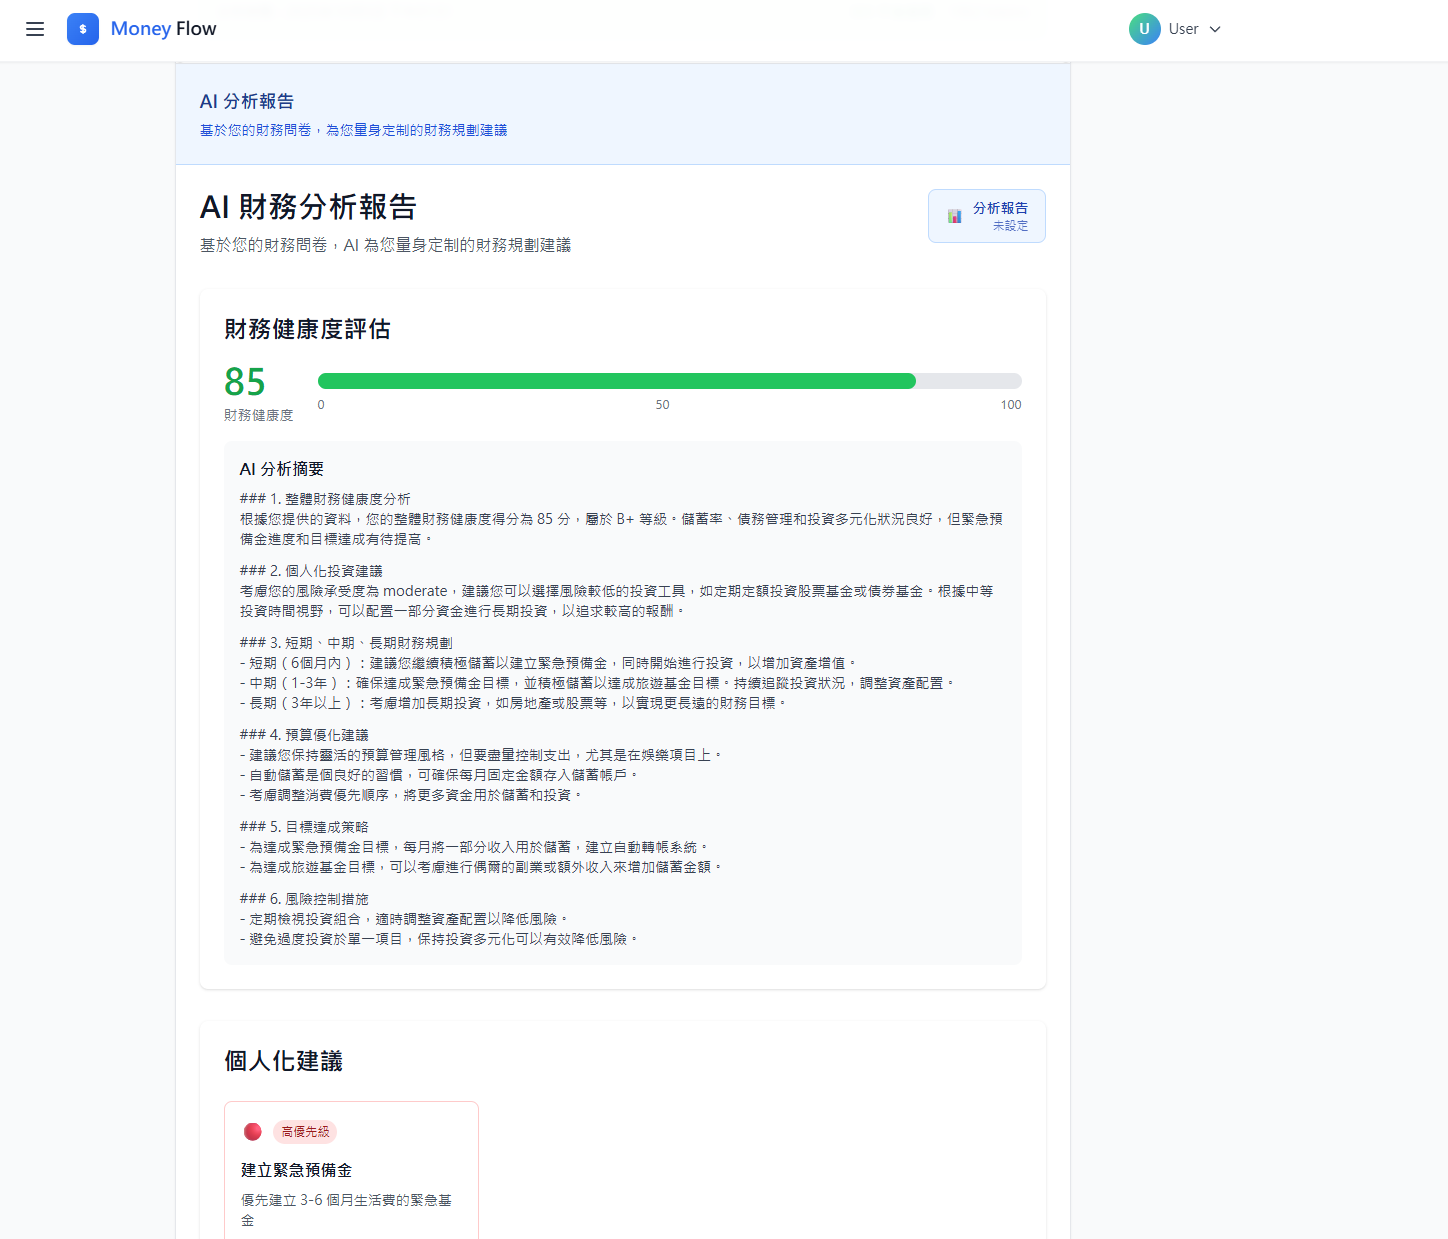 $
Money Flow
U
User
AI 分析報告
基於您的財務問卷，為您量身定制的財務規劃建議
AI 財務分析報告
基於您的財務問卷，AI 為您量身定制的財務規劃建議
分析報告
未設定
財務健康度評估
85
財務健康度
0
50
100
AI 分析摘要
### 1. 整體財務健康度分析
根據您提供的資料，您的整體財務健康度得分為 85 分，屬於 B+ 等級。儲蓄率、債務管理和投資多元化狀況良好，但緊急預
備金進度和目標達成有待提高。
### 2. 個人化投資建議
考慮您的風險承受度為 moderate，建議您可以選擇風險較低的投資工具，如定期定額投資股票基金或債券基金。根據中等
投資時間視野，可以配置一部分資金進行長期投資，以追求較高的報酬。
### 3. 短期、中期、長期財務規劃
- 短期（6個月內）：建議您繼續積極儲蓄以建立緊急預備金，同時開始進行投資，以增加資產增值。
- 中期（1-3年）：確保達成緊急預備金目標，並積極儲蓄以達成旅遊基金目標。持續追蹤投資狀況，調整資產配置。
- 長期（3年以上）：考慮增加長期投資，如房地產或股票等，以實現更長遠的財務目標。
### 4. 預算優化建議
- 建議您保持靈活的預算管理風格，但要盡量控制支出，尤其是在娛樂項目上。
- 自動儲蓄是個良好的習慣，可確保每月固定金額存入儲蓄帳戶。
- 考慮調整消費優先順序，將更多資金用於儲蓄和投資。
### 5. 目標達成策略
- 為達成緊急預備金目標，每月將一部分收入用於儲蓄，建立自動轉帳系統。
- 為達成旅遊基金目標，可以考慮進行偶爾的副業或額外收入來增加儲蓄金額。
### 6. 風險控制措施
- 定期檢視投資組合，適時調整資產配置以降低風險。
- 避免過度投資於單一項目，保持投資多元化可以有效降低風險。
個人化建議
高優先級
建立緊急預備金
優先建立 3-6 個月生活費的緊急基
金